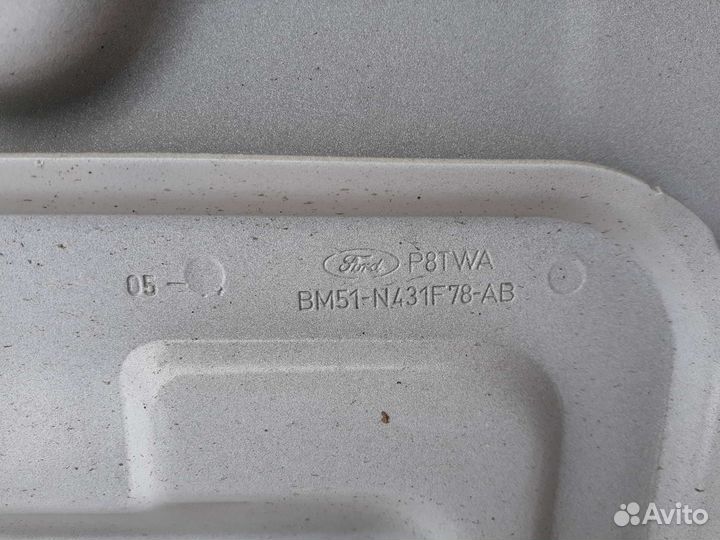 Ford P8TWA
05 -
BM51-N431F78-AB
Avito